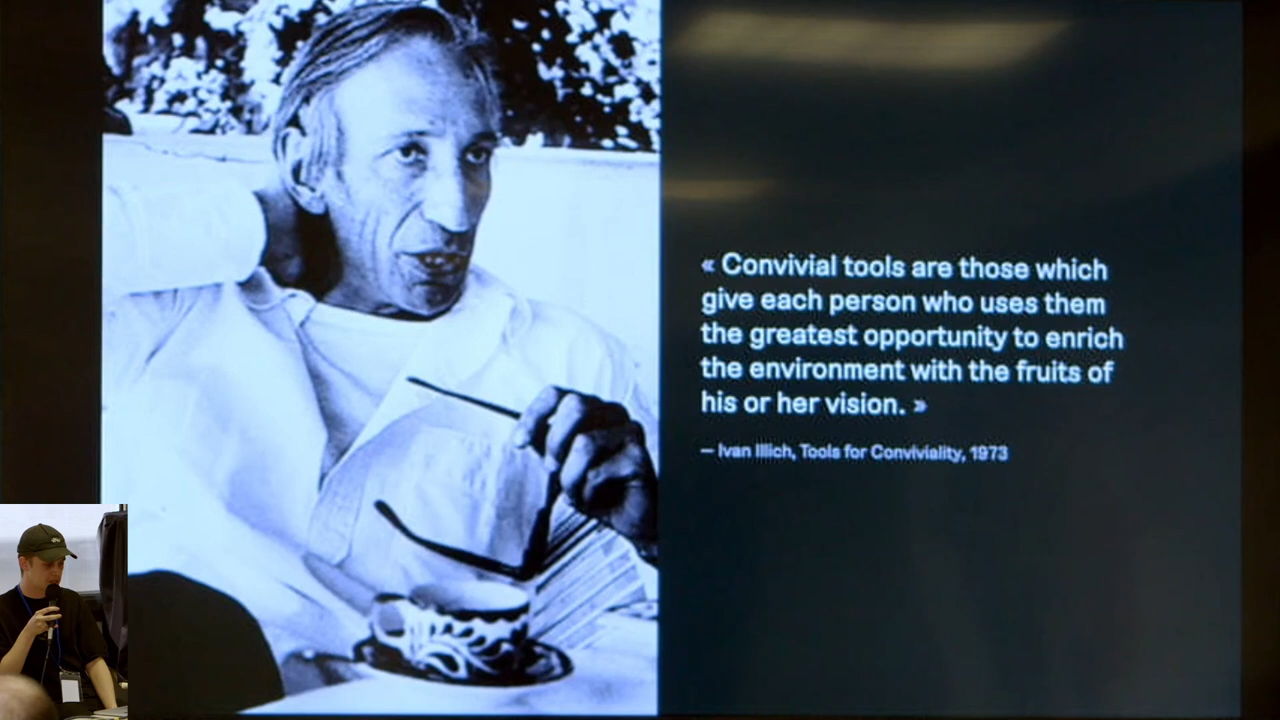 « Convivial tools are those which
give each person who uses them
the greatest opportunity to enrich
the environment with the fruits of
his or her vision. »
— Ivan Illich, Tools for Conviviality, 1973